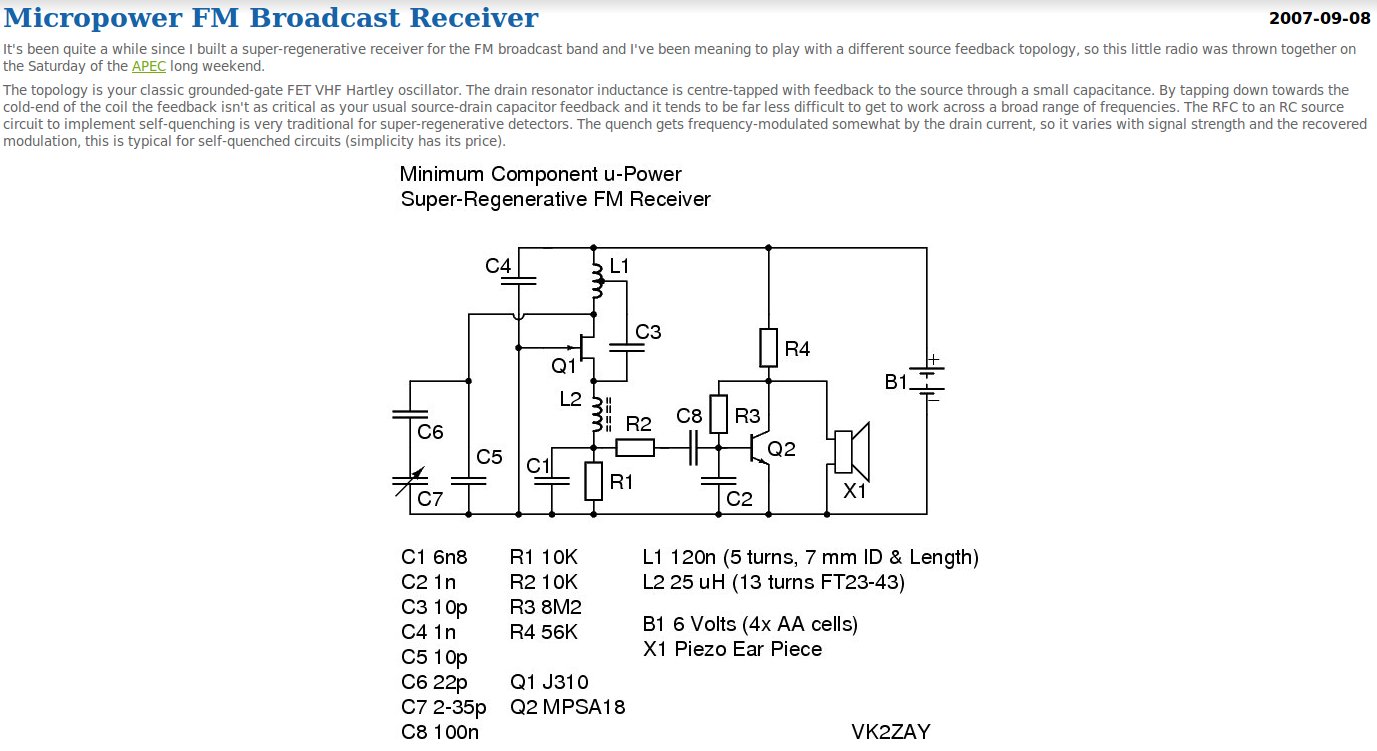 Micropower FM Broadcast Receiver 2007-09-08
It's been quite a while since I built a super-regenerative receiver for the FM broadcast band and I've been meaning to play with a different source feedback topology, so this little radio was thrown together on
the Saturday of the APEC long weekend.
The topology is your classic grounded-gate FET VHF Hartley oscillator. The drain resonator inductance is centre-tapped with feedback to the source through a small capacitance. By tapping down towards the
cold-end of the coil the feedback isn't as critical as your usual source-drain capacitor feedback and it tends to be far less difficult to get to work across a broad range of frequencies. The RFC to an RC source
circuit to implement self-quenching is very traditional for super-regenerative detectors. The quench gets frequency-modulated somewhat by the drain current, so it varies with signal strength and the recovered
modulation, this is typical for self-quenched circuits (simplicity has its price).
Minimum Component u-Power
Super-Regenerative FM Receiver
C4 L1
C3
R4
Q1
B1 + −
L2
C8 R3
R2
C6
Q2
C5 C1
R1
X1
C7 C2
C1 6n8 R1 10K L1 120n (5 turns, 7 mm ID & Length)
C2 1n R2 10K L2 25 uH (13 turns FT23-43)
C3 10p R3 8M2
C4 1n R4 56K B1 6 Volts (4x AA cells)
C5 10p X1 Piezo Ear Piece
C6 22p Q1 J310
C7 2-35p Q2 MPSA18
C8 100n VK2ZAY